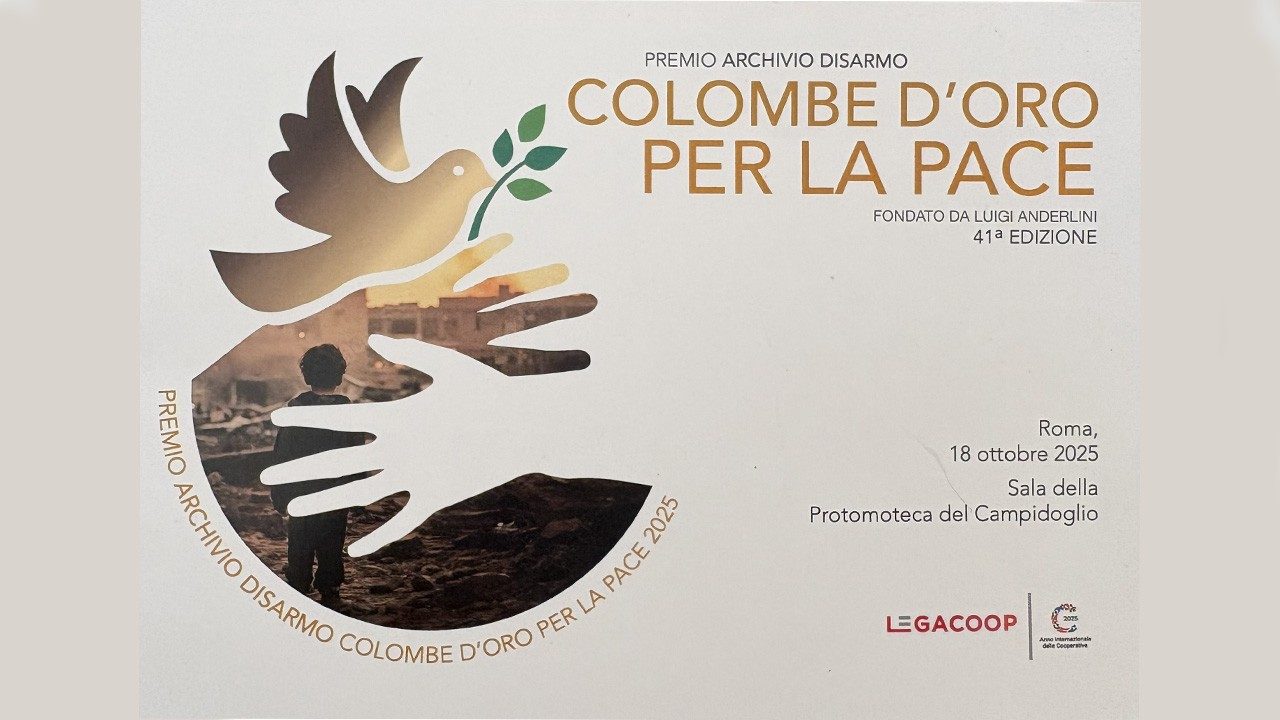 PREMIO ARCHIVIO DISARMO
COLOMBE D'ORO
PER LA PACE
FONDATO DA LUIGI ANDERLINI
41ª EDIZIONE
Roma,
18 ottobre 2025
Sala della
Protomoteca del Campidoglio
PREMIO ARCHIVIO DISARMO COLOMBE D'ORO PER LA PACE 2025
LEGACOOP
2025
Anno Internazionale
delle Cooperative